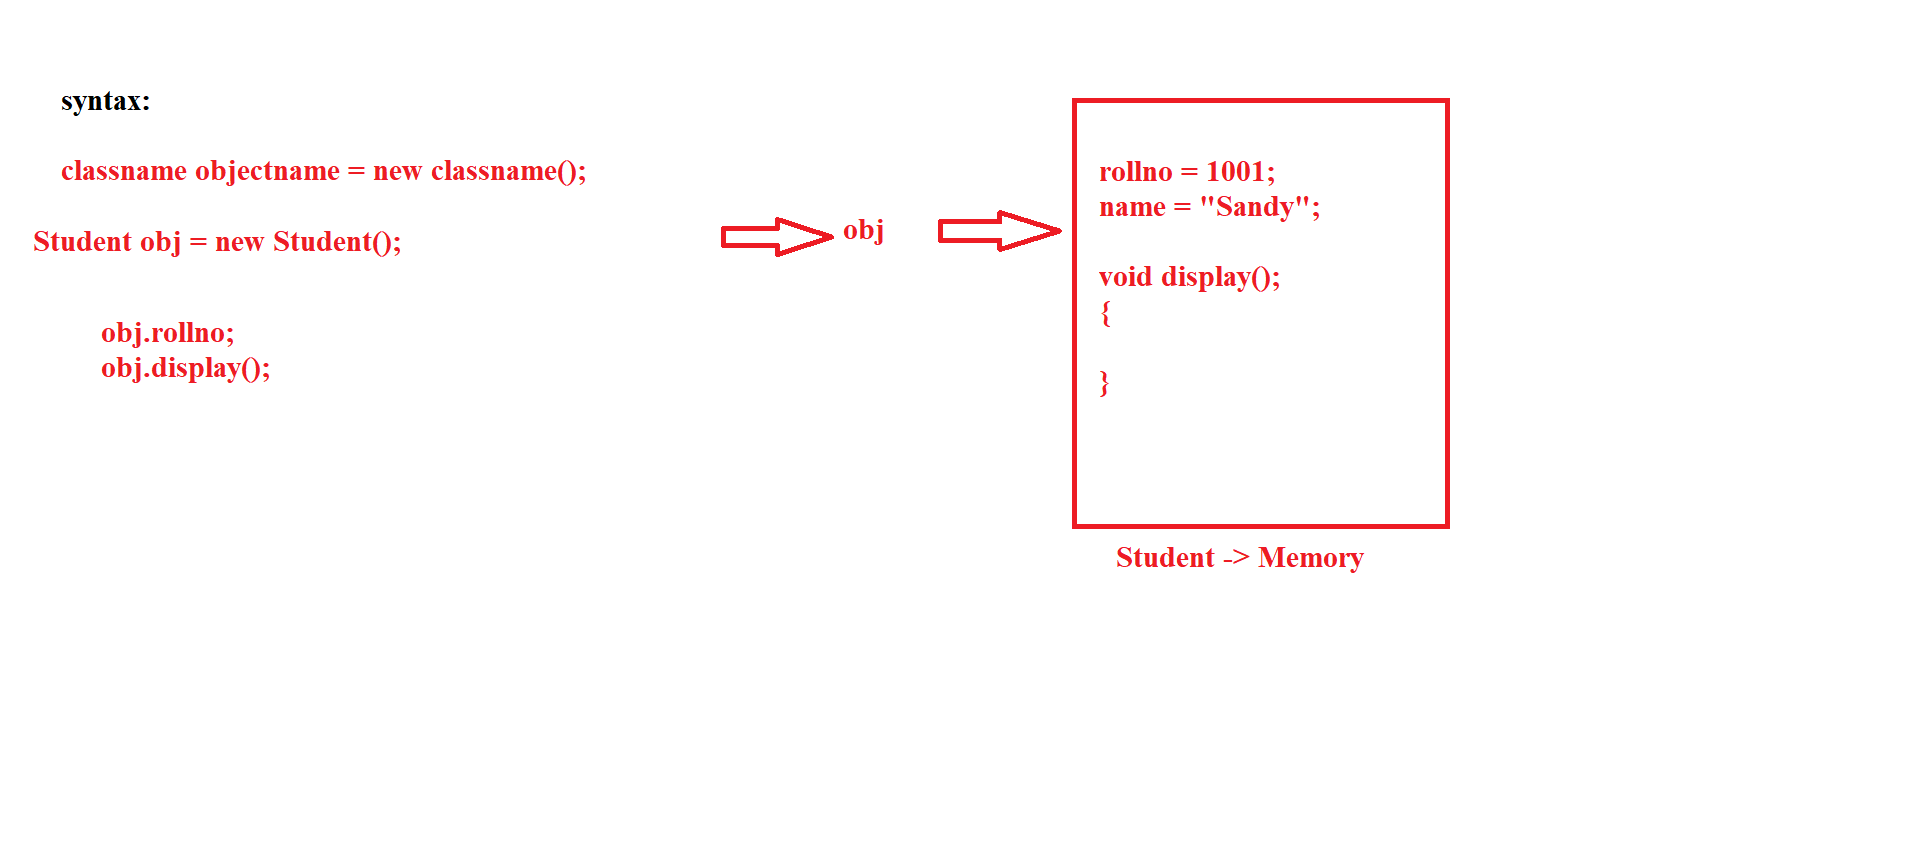 syntax:
classname objectname = new classname();
Student obj = new Student();
obj.rollno;
obj.display();
obj
rollno = 1001;
name = "Sandy";
void display();
{
}
Student -> Memory